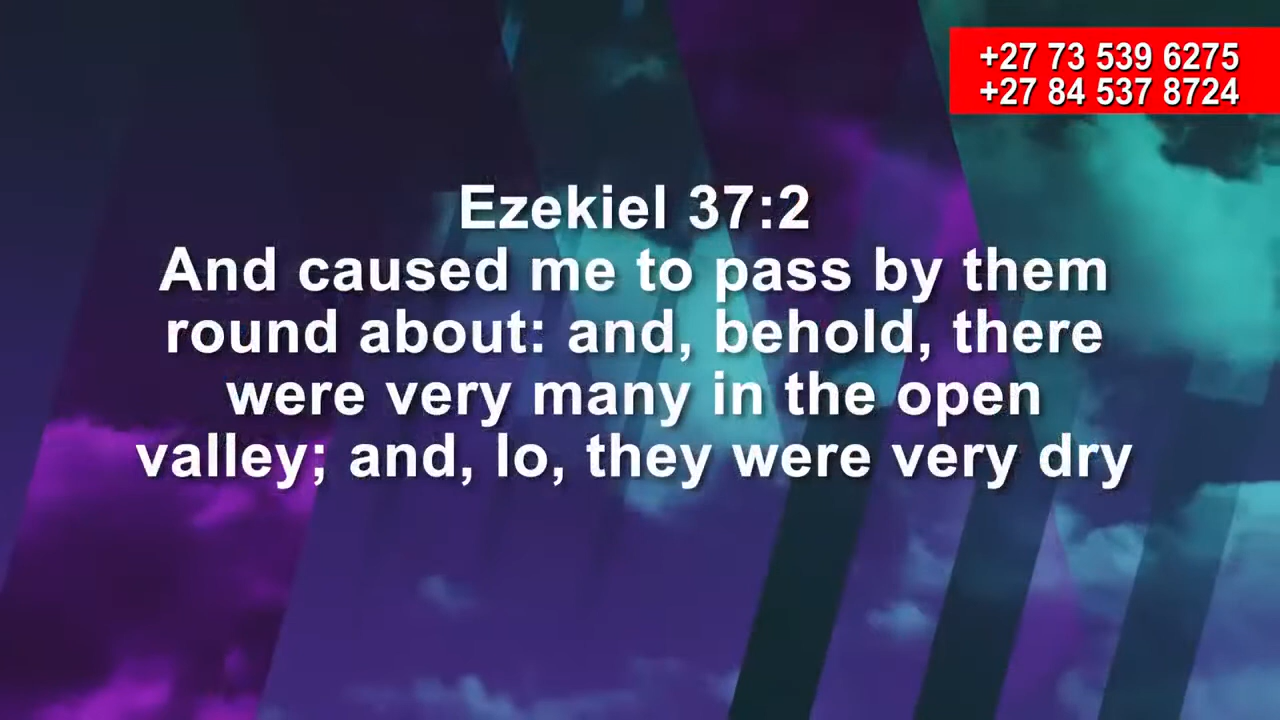 +27 73 539 6275
+27 84 537 8724
Ezekiel 37:2
And caused me to pass by them
round about: and, behold, there
were very many in the open
valley; and, lo, they were very dry